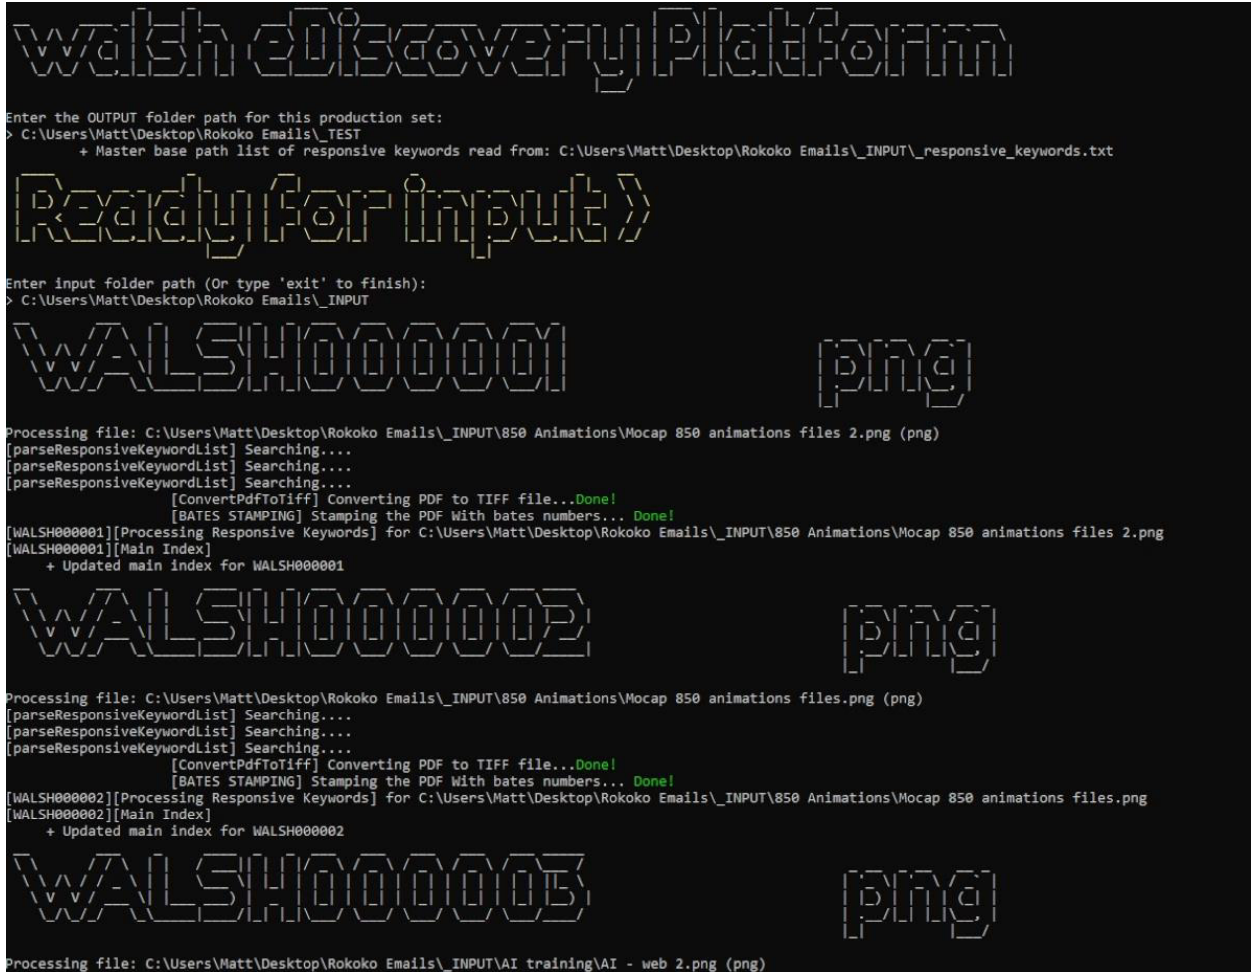 walsh eDiscovery Platform
Enter the OUTPUT folder path for this production set:
> C:\Users\Matt\Desktop\Rokoko Emails\_TEST
+ Master base path list of responsive keywords read from: C:\Users\Matt\Desktop\Rokoko Emails\_INPUT\_responsive_keywords.txt
Ready for input>
Enter input folder path (Or type 'exit' to finish):
> C:\Users\Matt\Desktop\Rokoko Emails\_INPUT
WALSH000001 png
Processing file: C:\Users\Matt\Desktop\Rokoko Emails\_INPUT\850 Animations\Mocap 850 animations files 2.png (png)
[parseResponsiveKeywordList] Searching....
[parseResponsiveKeywordList] Searching....
[parseResponsiveKeywordList] Searching....
[ConvertPdfToTiff] Converting PDF to TIFF file...Done!
[BATES STAMPING] Stamping the PDF With bates numbers... Done!
[WALSH000001][Processing Responsive Keywords] for C:\Users\Matt\Desktop\Rokoko Emails\_INPUT\850 Animations\Mocap 850 animations files 2.png
[WALSH000001][Main Index]
+ Updated main index for WALSH000001
WALSH000002 png
Processing file: C:\Users\Matt\Desktop\Rokoko Emails\_INPUT\850 Animations\Mocap 850 animations files.png (png)
[parseResponsiveKeywordList] Searching....
[parseResponsiveKeywordList] Searching....
[parseResponsiveKeywordList] Searching....
[ConvertPdfToTiff] Converting PDF to TIFF file...Done!
[BATES STAMPING] Stamping the PDF With bates numbers... Done!
[WALSH000002][Processing Responsive Keywords] for C:\Users\Matt\Desktop\Rokoko Emails\_INPUT\850 Animations\Mocap 850 animations files.png
[WALSH000002][Main Index]
+ Updated main index for WALSH000002
WALSH000003 png
Processing file: C:\Users\Matt\Desktop\Rokoko Emails\_INPUT\AI training\AI - web 2.png (png)